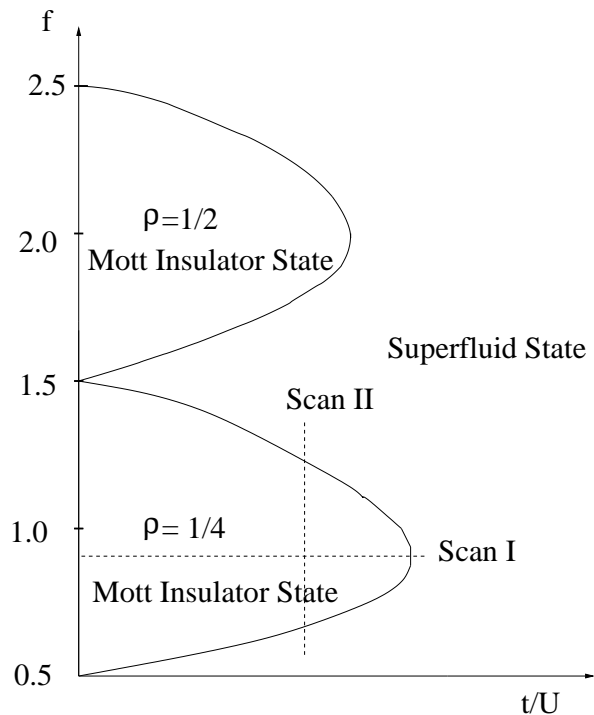 f
2.5
ρ=1/2
2.0
Mott Insulator State
Superfluid State
1.5
Scan II
ρ= 1/4
1.0
Scan I
Mott Insulator State
0.5
t/U